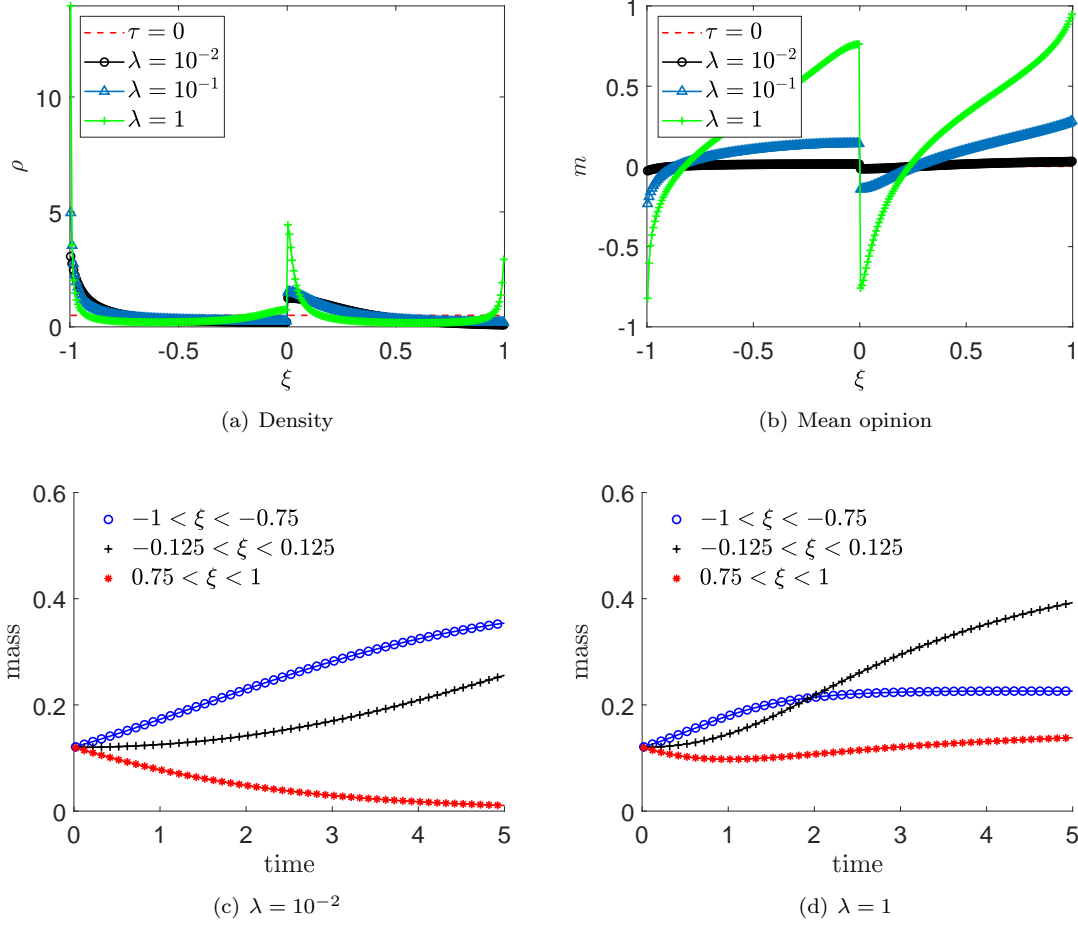 τ = 0
λ = 10⁻²
λ = 10⁻¹
λ = 1
10
5
0
ρ
-1
-0.5
0
0.5
1
ξ
(a) Density
τ = 0
λ = 10⁻²
λ = 10⁻¹
λ = 1
1
0.5
0
-0.5
-1
m
-1
-0.5
0
0.5
1
ξ
(b) Mean opinion
−1 < ξ < −0.75
−0.125 < ξ < 0.125
0.75 < ξ < 1
0.6
0.4
0.2
0
mass
0
1
2
3
4
5
time
(c) λ = 10⁻²
−1 < ξ < −0.75
−0.125 < ξ < 0.125
0.75 < ξ < 1
0.6
0.4
0.2
0
mass
0
1
2
3
4
5
time
(d) λ = 1